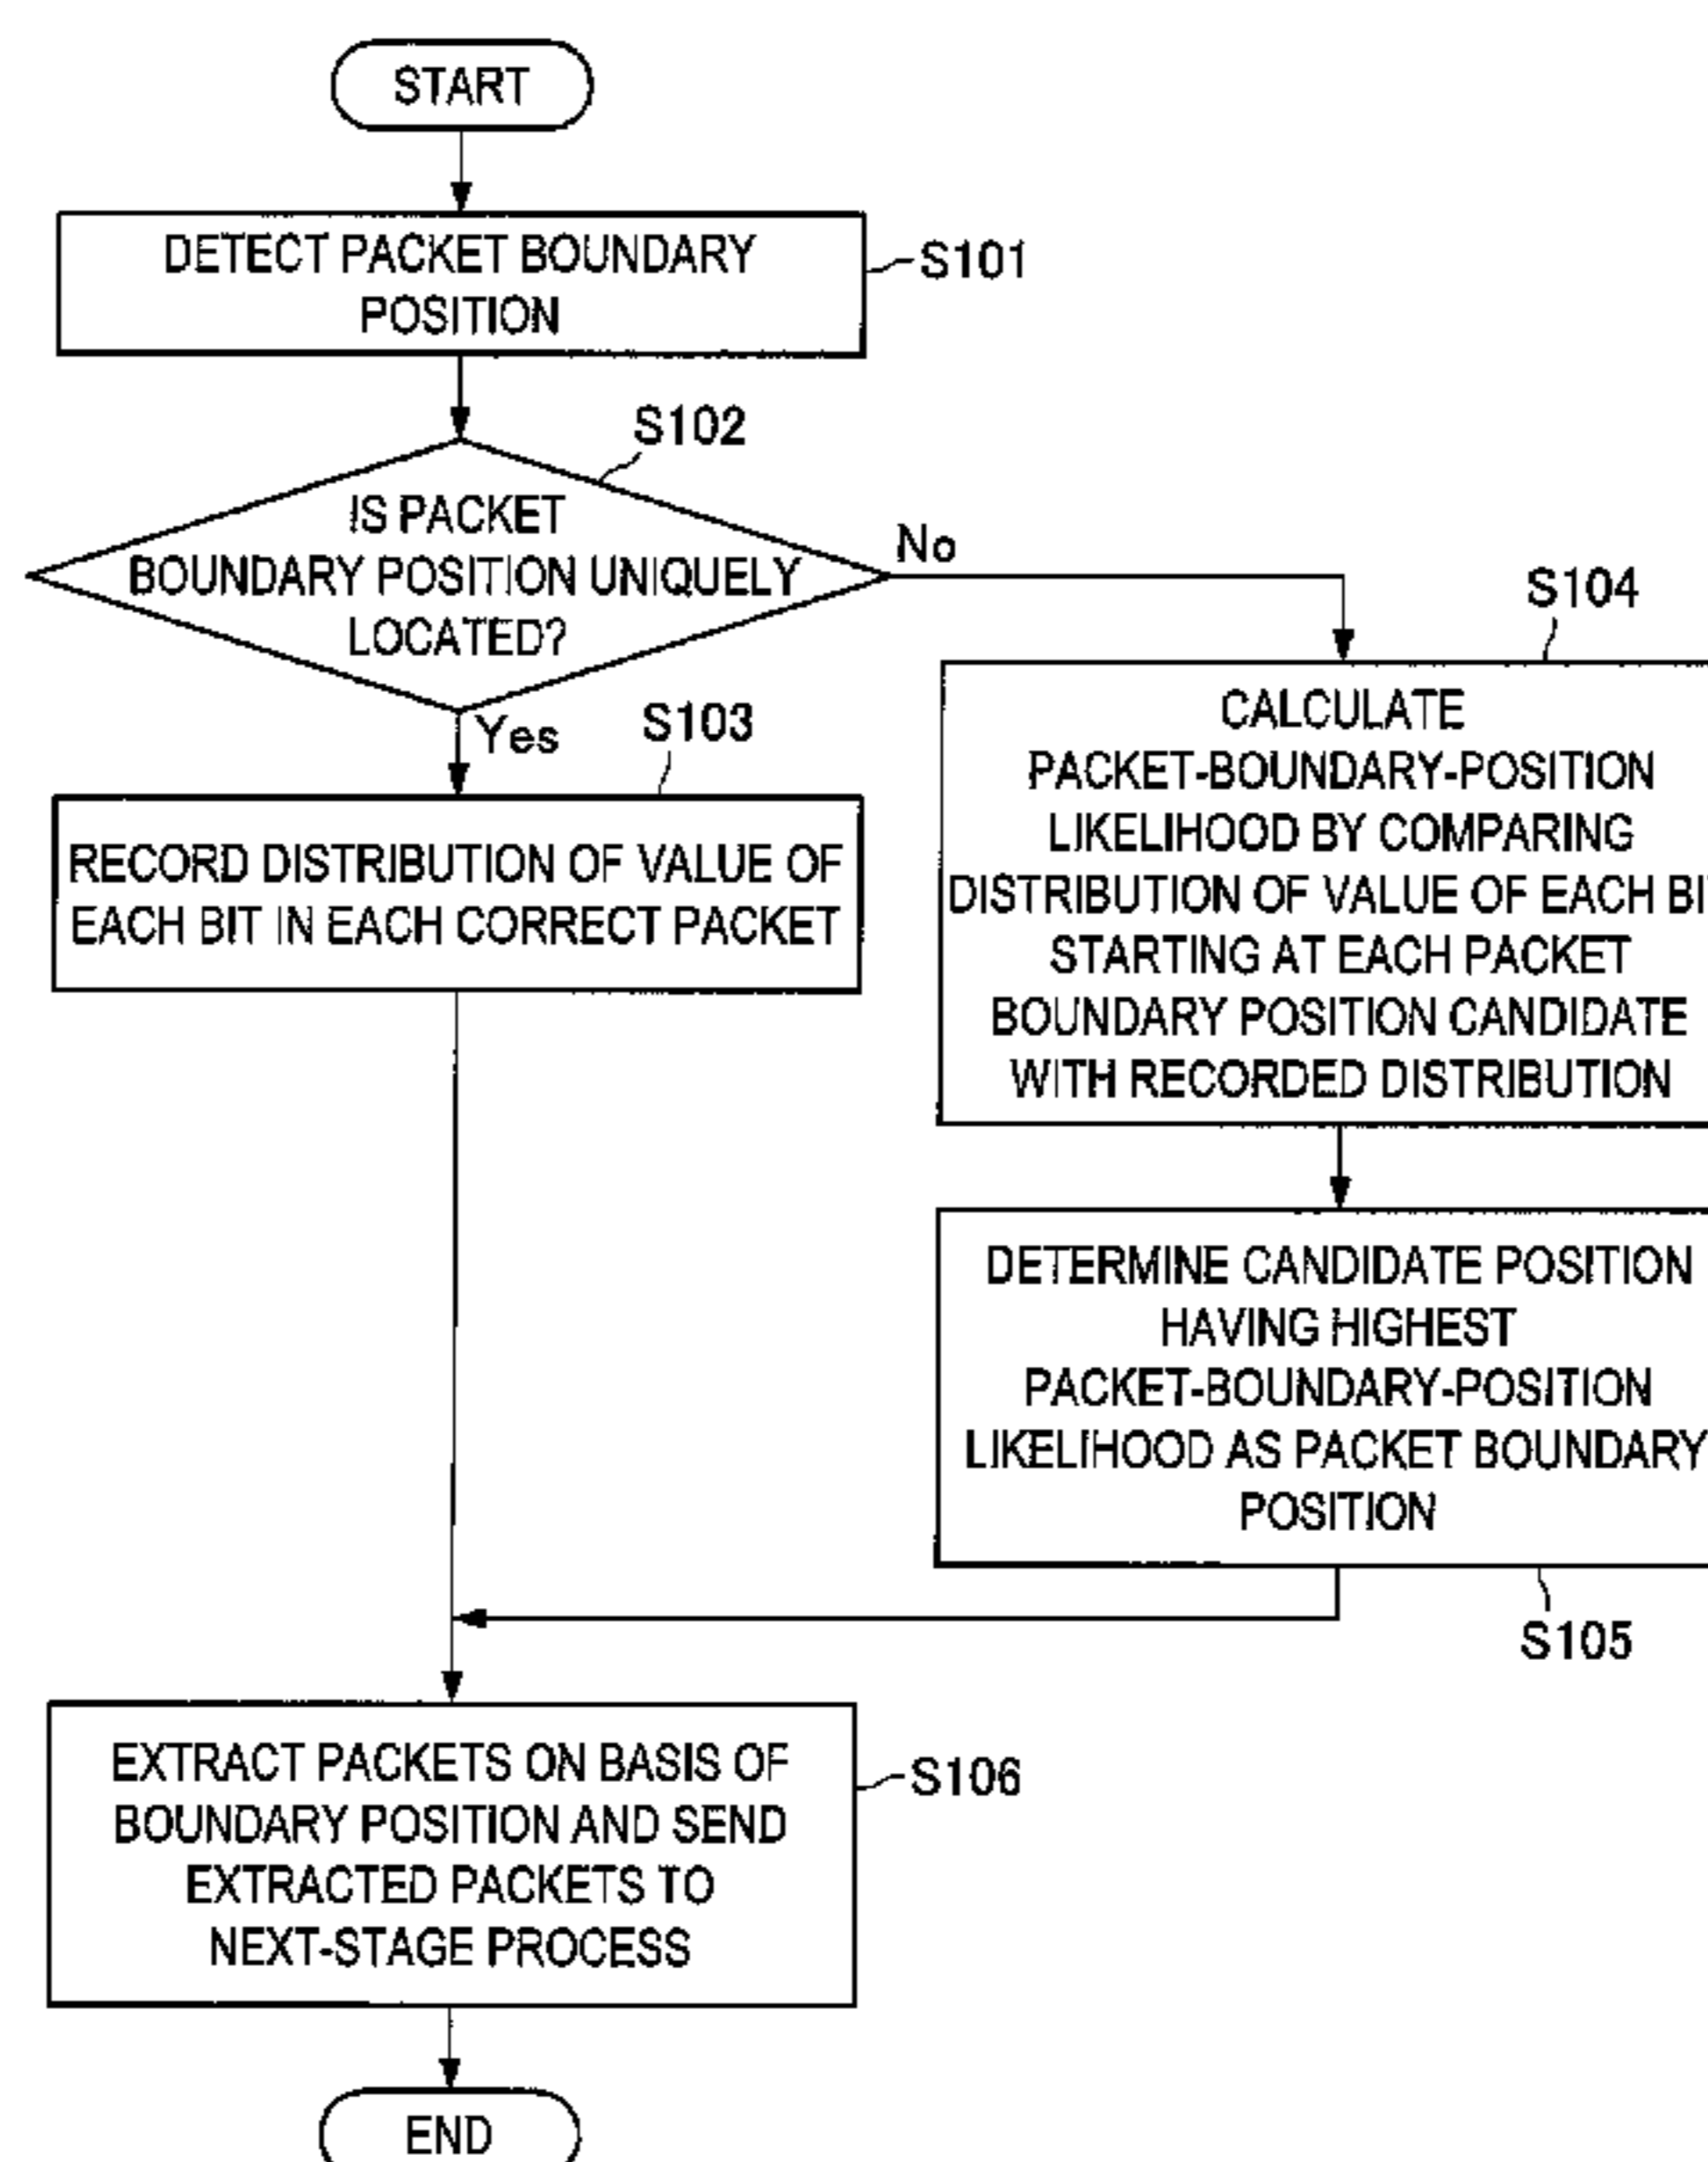 START
DETECT PACKET BOUNDARY
POSITION
S101
S102
IS PACKET
BOUNDARY POSITION UNIQUELY
LOCATED?
No
Yes
S103
RECORD DISTRIBUTION OF VALUE OF
EACH BIT IN EACH CORRECT PACKET
S104
CALCULATE
PACKET-BOUNDARY-POSITION
LIKELIHOOD BY COMPARING
DISTRIBUTION OF VALUE OF EACH BIT
STARTING AT EACH PACKET
BOUNDARY POSITION CANDIDATE
WITH RECORDED DISTRIBUTION
DETERMINE CANDIDATE POSITION
HAVING HIGHEST
PACKET-BOUNDARY-POSITION
LIKELIHOOD AS PACKET BOUNDARY
POSITION
S105
EXTRACT PACKETS ON BASIS OF
BOUNDARY POSITION AND SEND
EXTRACTED PACKETS TO
NEXT-STAGE PROCESS
S106
END